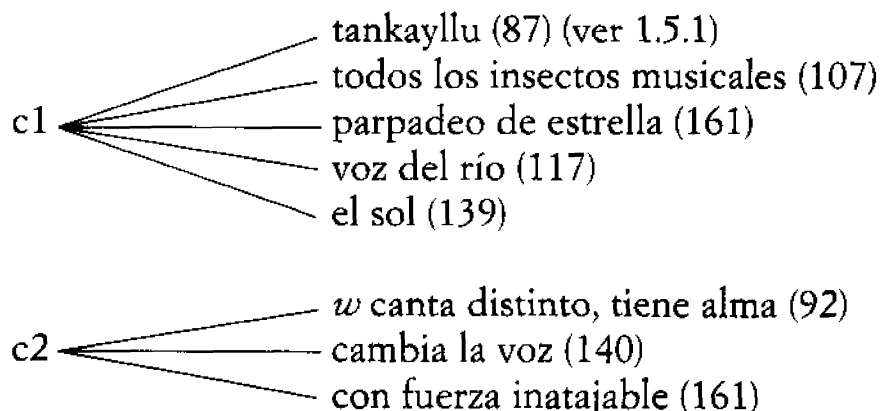 tankayllu (87) (ver 1.5.1)
todos los insectos musicales (107)
c1 parpadeo de estrella (161)
voz del río (117)
el sol (139)
w canta distinto, tiene alma (92)
c2 cambia la voz (140)
con fuerza inatajable (161)